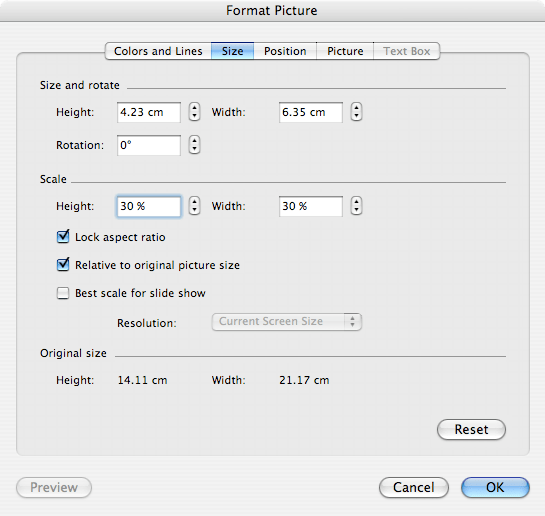 Format Picture
Colors and Lines Size Position Picture Text Box
Size and rotate
Height: 4.23 cm Width: 6.35 cm
Rotation: 0°
Scale
Height: 30 % Width: 30 %
Lock aspect ratio
Relative to original picture size
Best scale for slide show
Resolution: Current Screen Size
Original size
Height: 14.11 cm Width: 21.17 cm
Reset
Preview Cancel OK